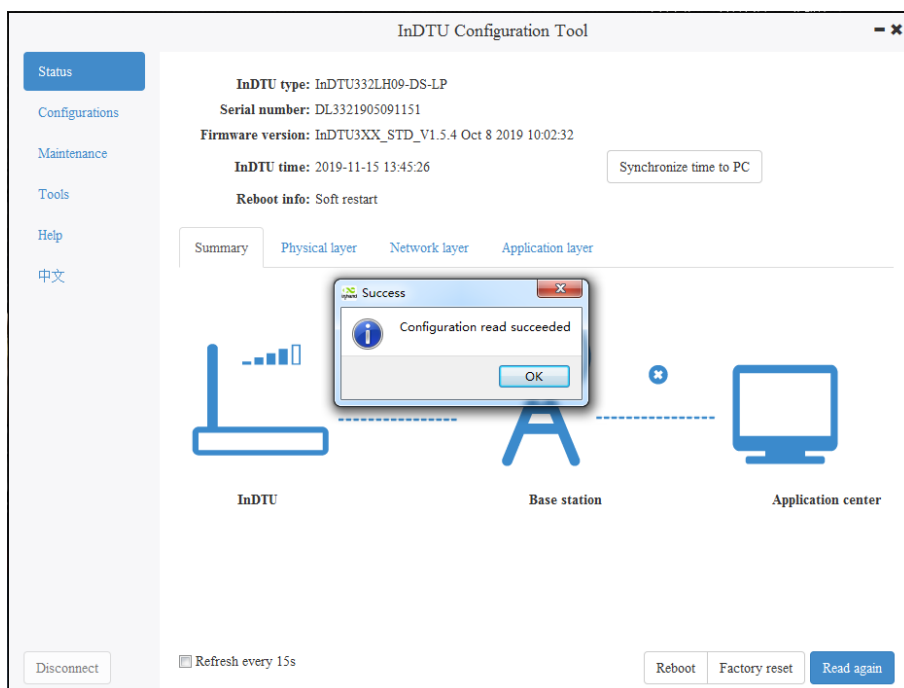 InDTU Configuration Tool
Status
Configurations
Maintenance
Tools
Help
中文
InDTU type: InDTU332LH09-DS-LP
Serial number: DL3321905091151
Firmware version: InDTU3XX_STD_V1.5.4 Oct 8 2019 10:02:32
InDTU time: 2019-11-15 13:45:26
Synchronize time to PC
Reboot info: Soft restart
Summary
Physical layer
Network layer
Application layer
Success
Configuration read succeeded
OK
InDTU
Base station
Application center
Disconnect
Refresh every 15s
Reboot
Factory reset
Read again